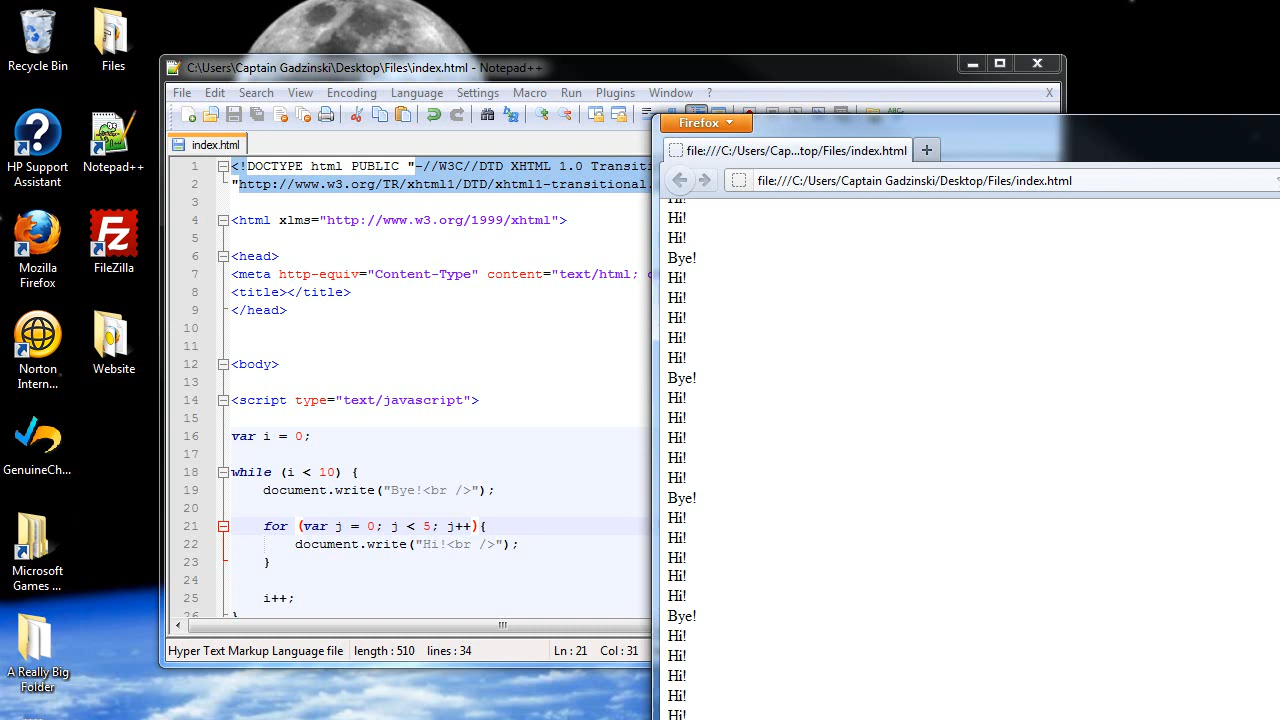 Recycle Bin
Files
HP Support
Assistant
Notepad++
Mozilla
Firefox
FileZilla
Norton
Intern...
Website
GenuineCh...
Microsoft
Games ...
A Really Big
Folder
C:\Users\Captain Gadzinski\Desktop\Files\index.html - Notepad++
File Edit Search View Encoding Language Settings Macro Run Plugins Window ? X
index.html
1 <!DOCTYPE html PUBLIC "-//W3C//DTD XHTML 1.0 Transiti
2 "http://www.w3.org/TR/xhtml1/DTD/xhtml1-transitional.
3
4 <html xlms="http://www.w3.org/1999/xhtml">
5
6 <head>
7 <meta http-equiv="Content-Type" content="text/html; c
8 <title></title>
9 </head>
10
11
12 <body>
13
14 <script type="text/javascript">
15
16 var i = 0;
17
18 while (i < 10) {
19 document.write("Bye!<br />");
20
21 for (var j = 0; j < 5; j++){
22 document.write("Hi!<br />");
23 }
24
25 i++;
26 }
Hyper Text Markup Language file length : 510 lines : 34 Ln : 21 Col : 31
Firefox
file:///C:/Users/Cap...top/Files/index.html
file:///C:/Users/Captain Gadzinski/Desktop/Files/index.html
Hi!
Hi!
Hi!
Bye!
Hi!
Hi!
Hi!
Hi!
Hi!
Bye!
Hi!
Hi!
Hi!
Hi!
Hi!
Bye!
Hi!
Hi!
Hi!
Hi!
Hi!
Bye!
Hi!
Hi!
Hi!
Hi!
Hi!